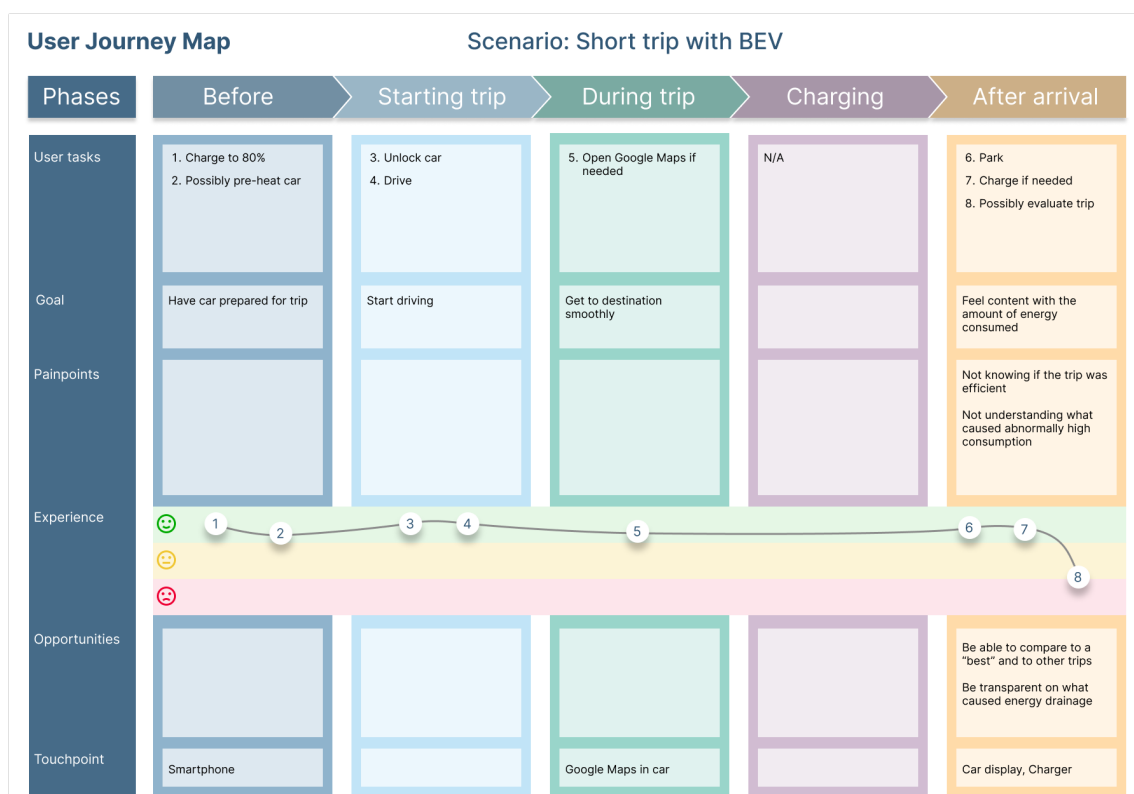 User Journey Map
Scenario: Short trip with BEV
Phases
Before
Starting trip
During trip
Charging
After arrival
User tasks
1. Charge to 80%
2. Possibly pre-heat car
3. Unlock car
4. Drive
5. Open Google Maps if
needed
N/A
6. Park
7. Charge if needed
8. Possibly evaluate trip
Goal
Have car prepared for trip
Start driving
Get to destination
smoothly
Feel content with the
amount of energy
consumed
Painpoints
Not knowing if the trip was
efficient
Not understanding what
caused abnormally high
consumption
Experience
1
2
3
4
5
6
7
8
Opportunities
Be able to compare to a
“best” and to other trips
Be transparent on what
caused energy drainage
Touchpoint
Smartphone
Google Maps in car
Car display, Charger